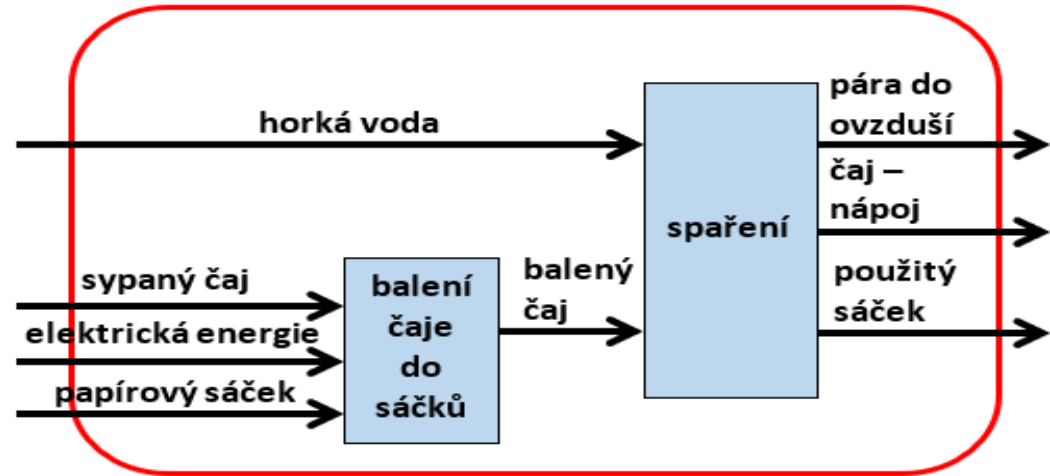 horká voda
sypaný čaj
elektrická energie
papírový sáček
balení
čaje
do
sáčků
balený
čaj
spaření
pára do
ovzduší
čaj –
nápoj
použitý
sáček